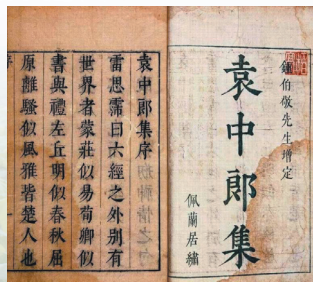 鍾伯敬先生增定
袁中郎集
佩蘭居繡
袁中郎集序
雷思霈曰六經之外別有
世界者蒙莊似易荀卿似
書與禮左丘明似春秋屈
原離騷似風雅皆楚人也